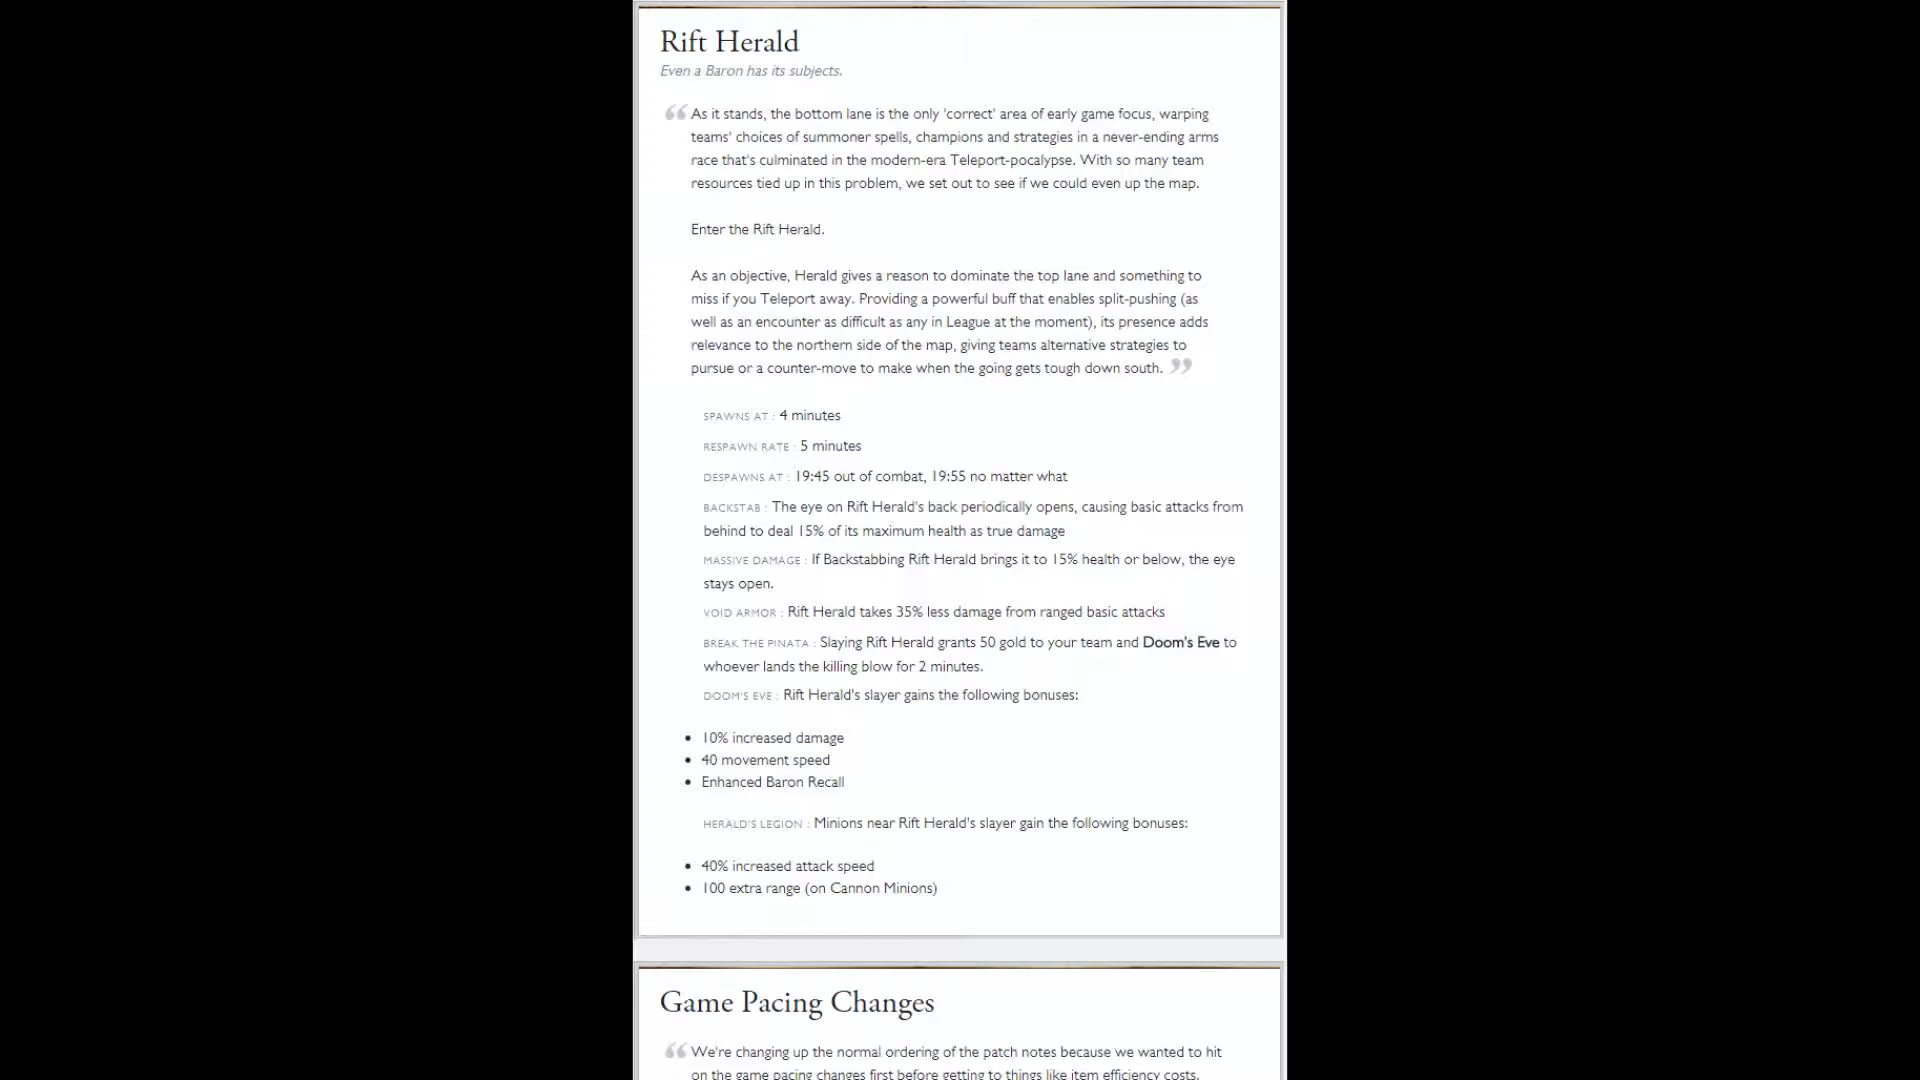 Rift Herald
Even a Baron has its subjects.
As it stands, the bottom lane is the only 'correct' area of early game focus, warping
teams' choices of summoner spells, champions and strategies in a never-ending arms
race that's culminated in the modern-era Teleport-pocalypse. With so many team
resources tied up in this problem, we set out to see if we could even up the map.
Enter the Rift Herald.
As an objective, Herald gives a reason to dominate the top lane and something to
miss if you Teleport away. Providing a powerful buff that enables split-pushing (as
well as an encounter as difficult as any in League at the moment), its presence adds
relevance to the northern side of the map, giving teams alternative strategies to
pursue or a counter-move to make when the going gets tough down south.
SPAWNS AT : 4 minutes
RESPAWN RATE : 5 minutes
DESPAWNS AT : 19:45 out of combat, 19:55 no matter what
BACKSTAB : The eye on Rift Herald's back periodically opens, causing basic attacks from
behind to deal 15% of its maximum health as true damage
MASSIVE DAMAGE : If Backstabbing Rift Herald brings it to 15% health or below, the eye
stays open.
VOID ARMOR : Rift Herald takes 35% less damage from ranged basic attacks
BREAK THE PINATA : Slaying Rift Herald grants 50 gold to your team and Doom's Eve to
whoever lands the killing blow for 2 minutes.
DOOM'S EVE : Rift Herald's slayer gains the following bonuses:
• 10% increased damage
• 40 movement speed
• Enhanced Baron Recall
HERALD'S LEGION : Minions near Rift Herald's slayer gain the following bonuses:
• 40% increased attack speed
• 100 extra range (on Cannon Minions)
Game Pacing Changes
We're changing up the normal ordering of the patch notes because we wanted to hit
on the game pacing changes first before getting to things like item efficiency costs.